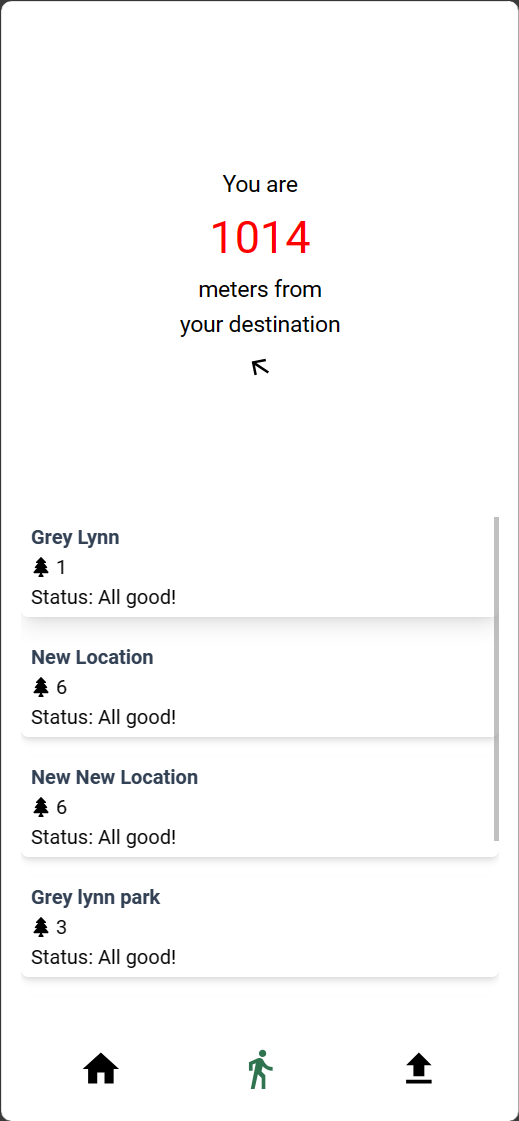 You are
1014
meters from
your destination
Grey Lynn
1
Status: All good!
New Location
6
Status: All good!
New New Location
6
Status: All good!
Grey lynn park
3
Status: All good!